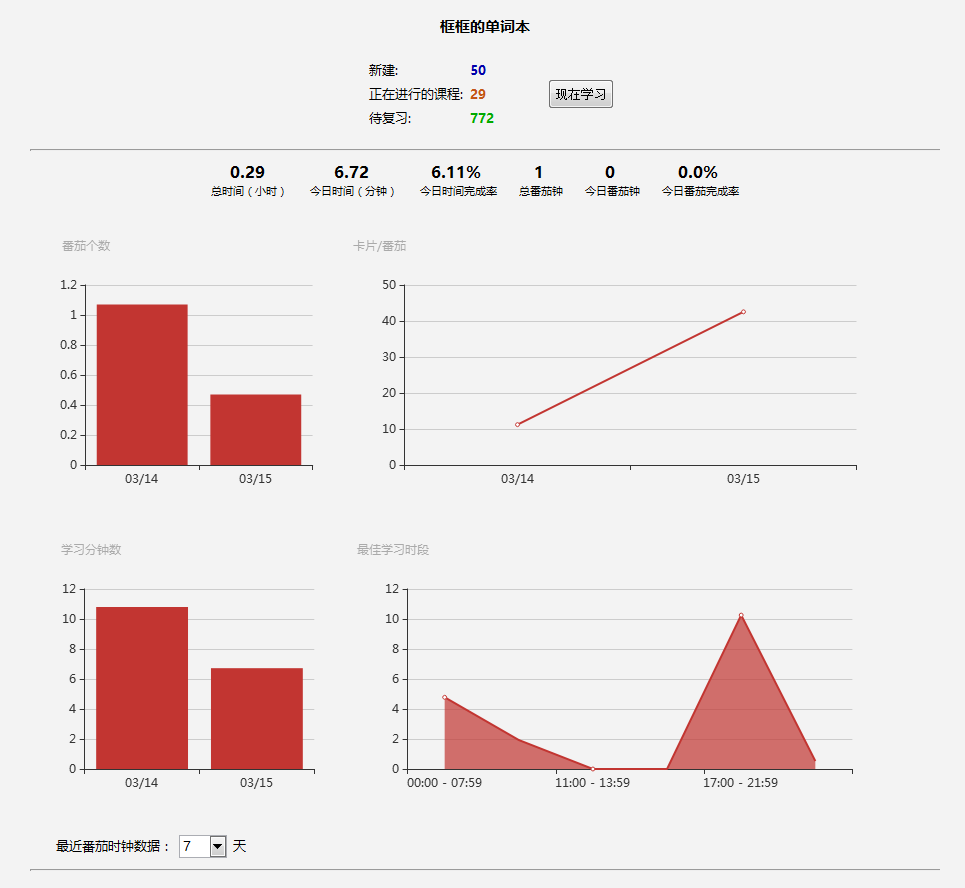 框框的单词本
新建: 50
正在进行的课程: 29
现在学习
待复习: 772
0.29 6.72 6.11% 1 0 0.0%
总时间（小时） 今日时间（分钟） 今日时间完成率 总番茄钟 今日番茄钟 今日番茄完成率
番茄个数
1.2
1
0.8
0.6
0.4
0.2
0
03/14 03/15
卡片/番茄
50
40
30
20
10
0
03/14 03/15
学习分钟数
12
10
8
6
4
2
0
03/14 03/15
最佳学习时段
12
10
8
6
4
2
0
00:00 - 07:59 11:00 - 13:59 17:00 - 21:59
最近番茄时钟数据： 7 天